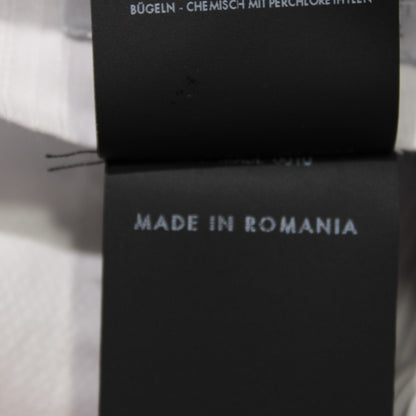 BÜGELN - CHEMISCH MIT PERCHLORETHYLEN
MADE IN ROMANIA